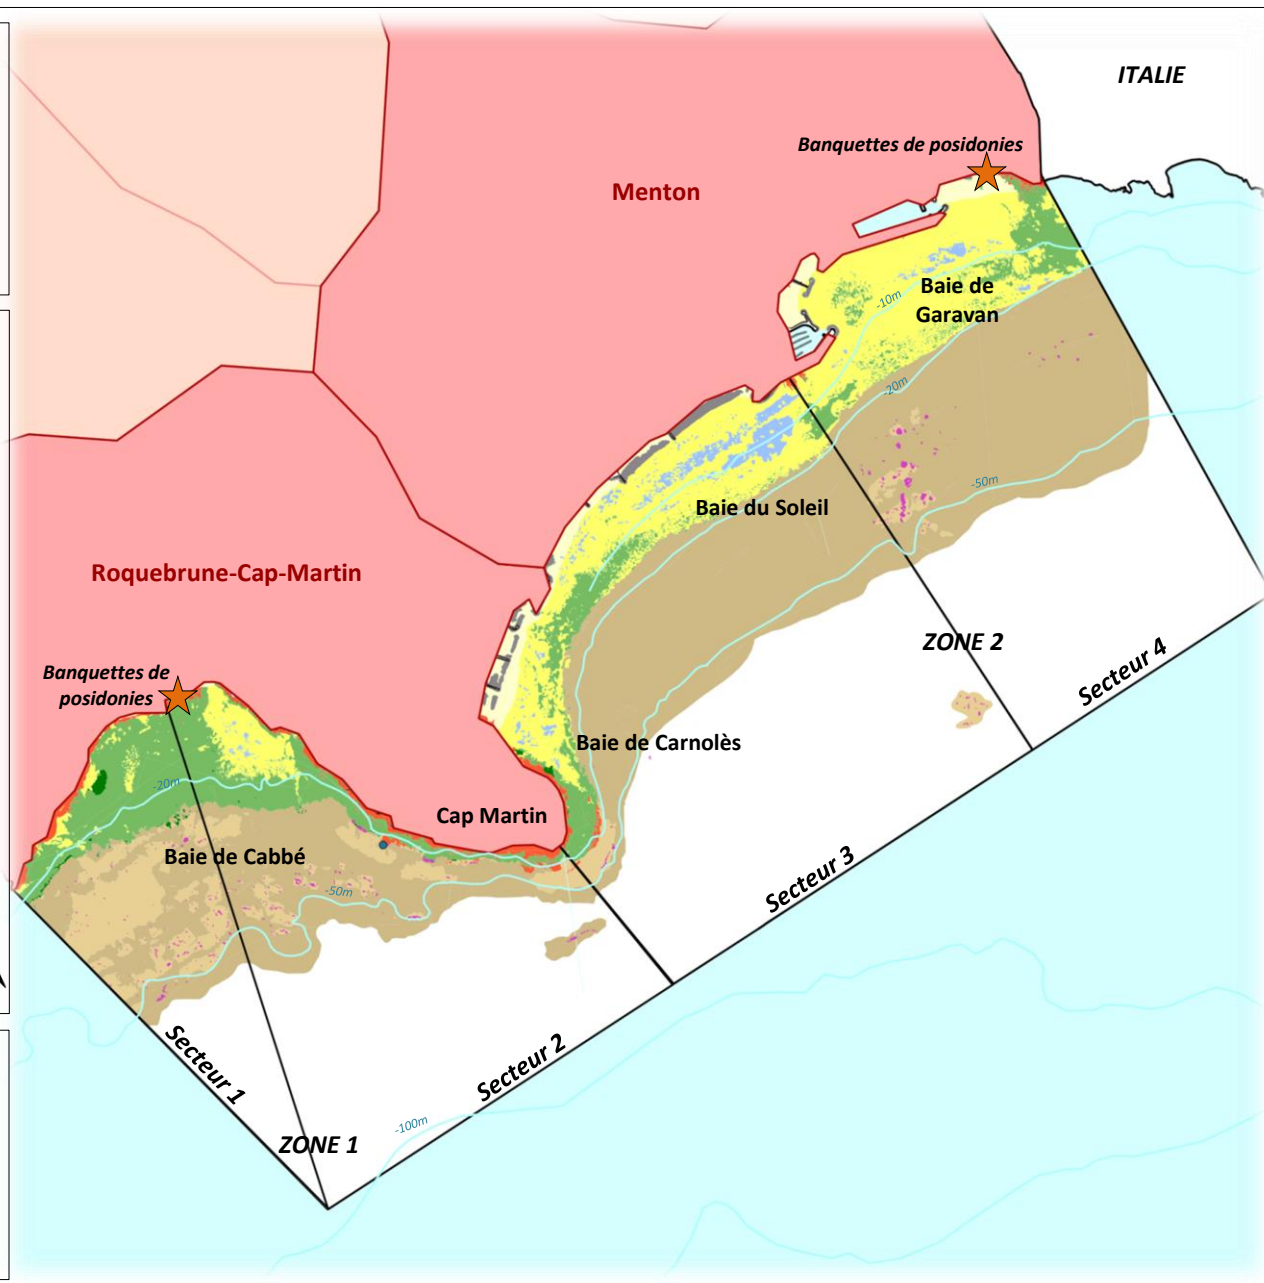 ITALIE
Banquettes de posidonies
Menton
Baie de
Garavan
-10m
-20m
-50m
Baie du Soleil
Roquebrune-Cap-Martin
ZONE 2
Secteur 4
Banquettes de
posidonies
Baie de Carnolès
-20m
Cap Martin
Baie de Cabbé
Secteur 3
-50m
Secteur 1
Secteur 2
-100m
ZONE 1